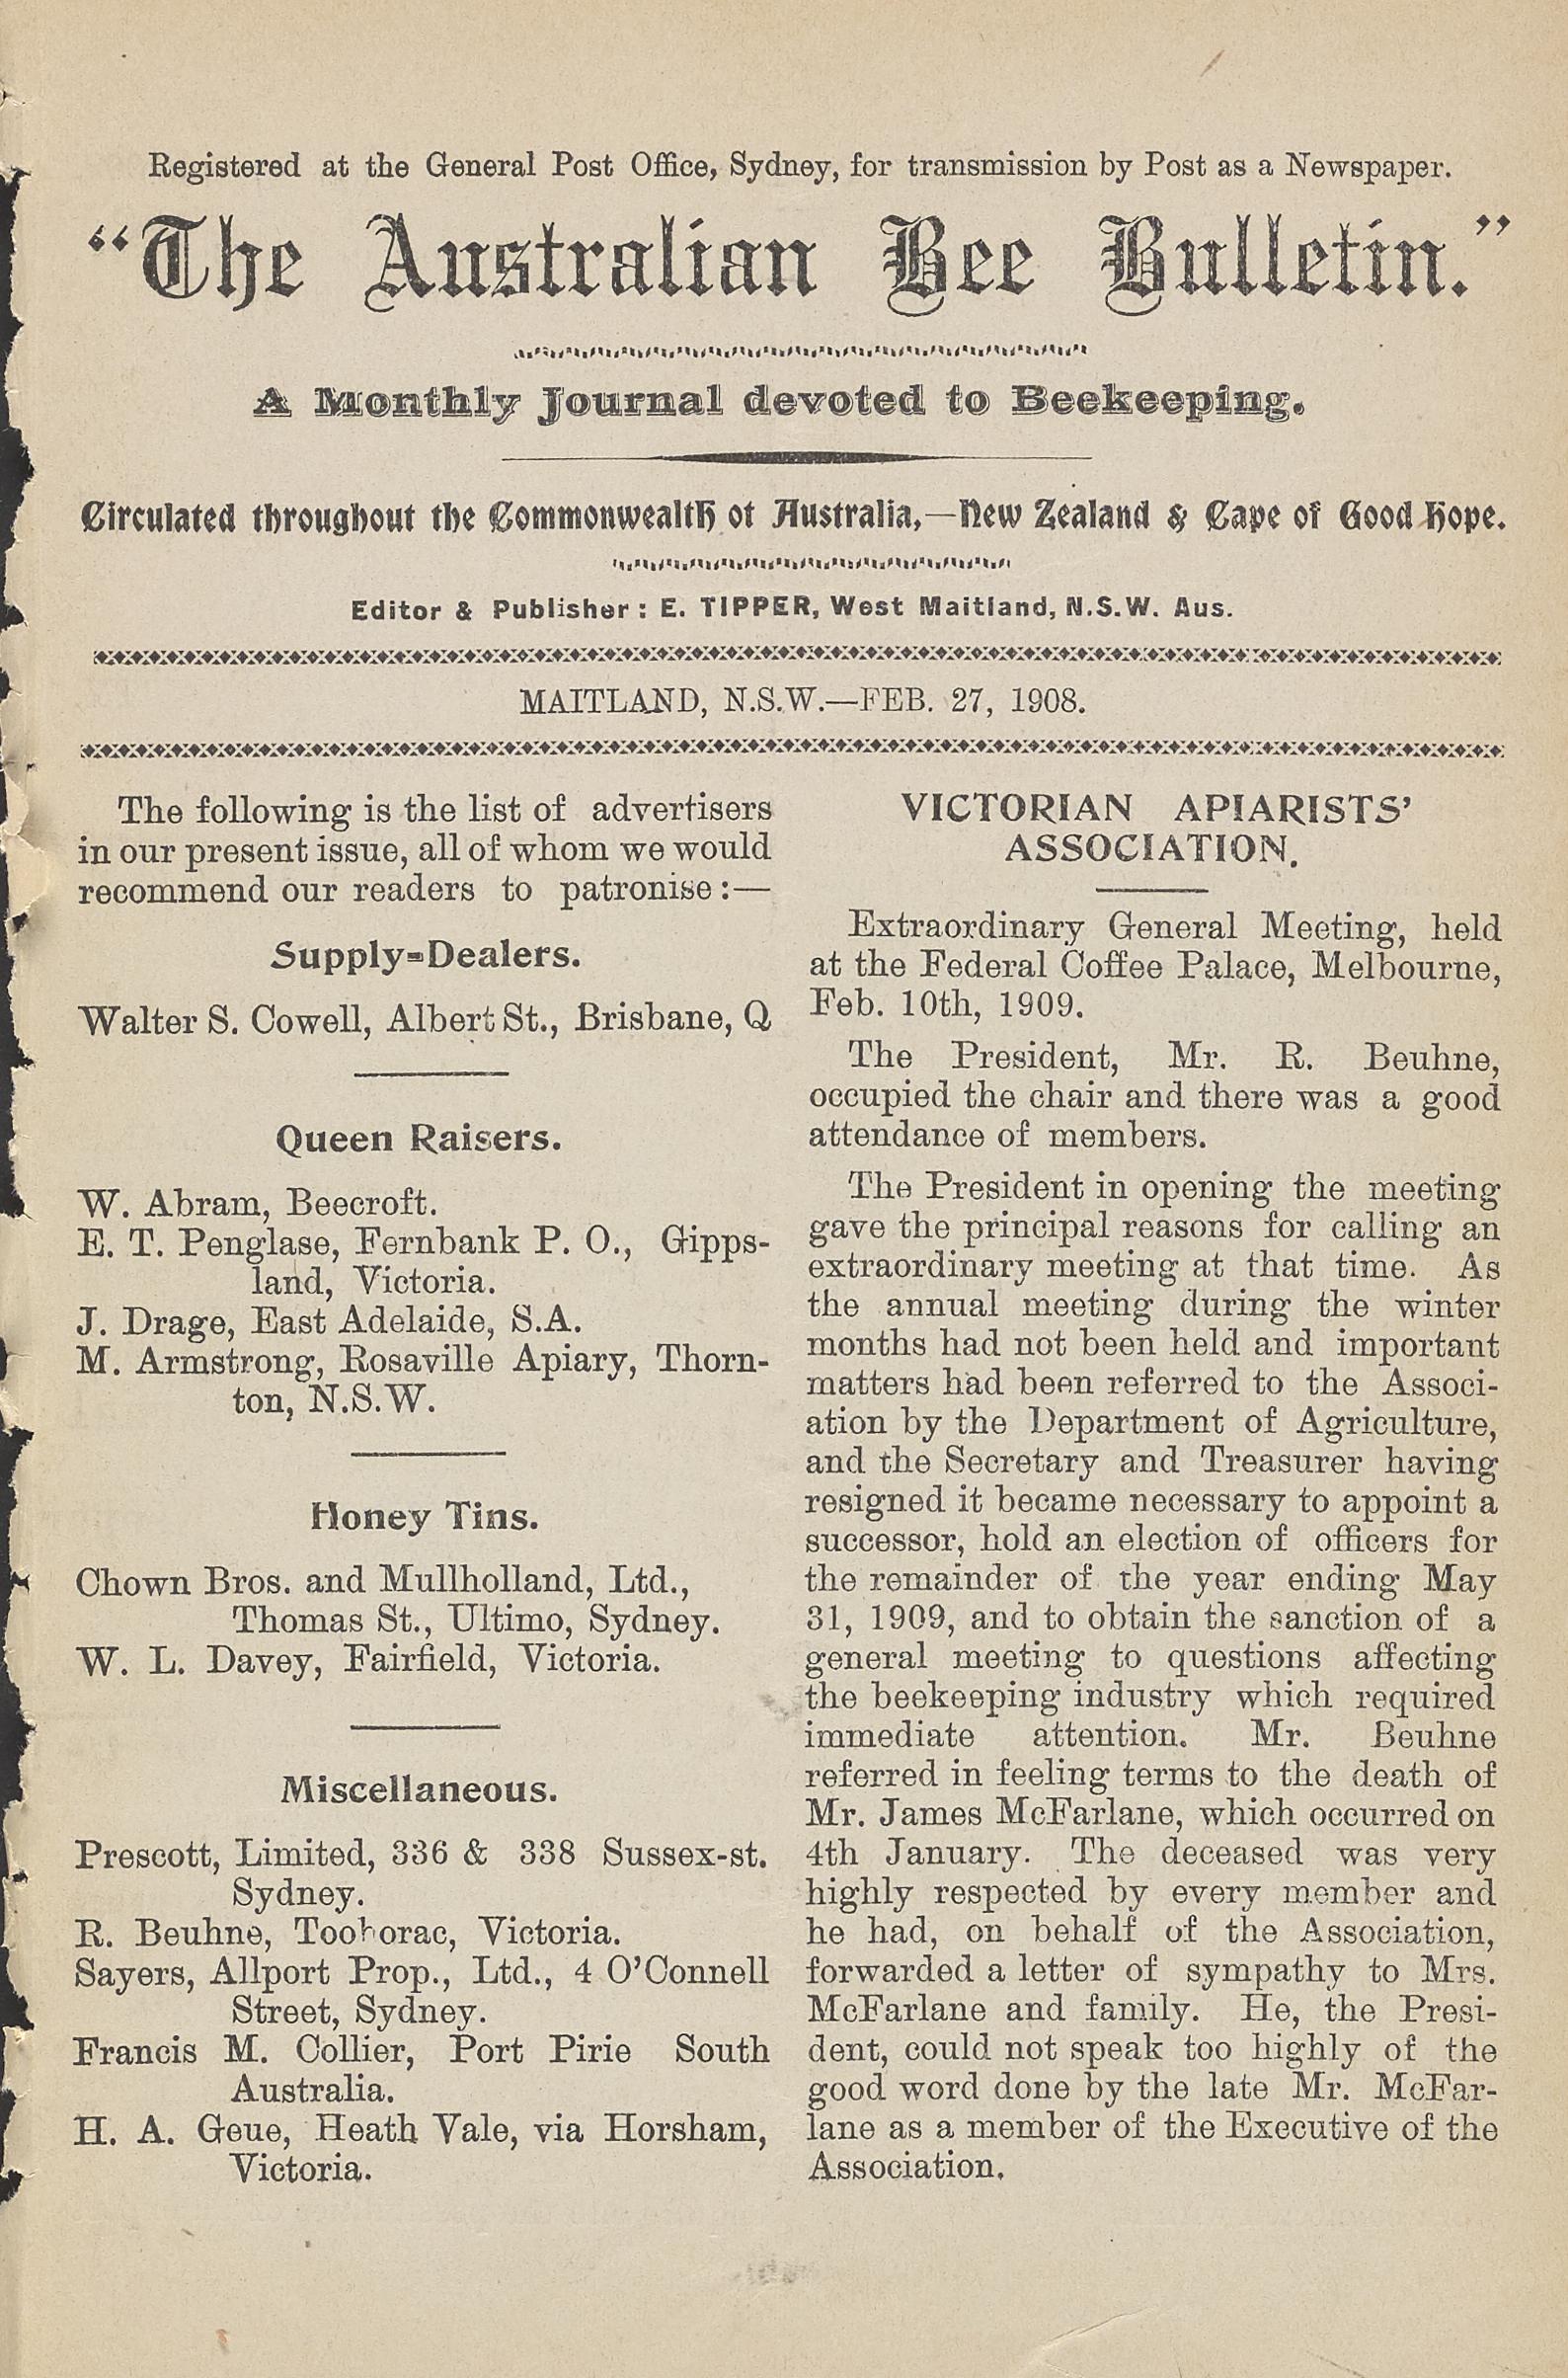 Registered at the General Post Office, Sydney, for transmission by Post as a Newspaper.
"The Australian Bee Bulletin."
A Monthly Journal devoted to Beekeeping.
Circulated throughout the Commonwealth ot Australia,—New Zealand & Cape of Good Hope.
Editor & Publisher: E. TIPPER, West Maitland, N.S.W. Aus.
MAITLAND, N.S.W.—FEB. 27, 1908.
The following is the list of advertisers
in our present issue, all of whom we would
recommend our readers to patronise:—
Supply-Dealers.
Walter S. Cowell, Albert St., Brisbane, Q
Queen Raisers.
W. Abram, Beecroft.
E. T. Penglase, Fernbank P. O., Gipps-
land, Victoria.
J. Drage, East Adelaide, S.A.
M. Armstrong, Rosaville Apiary, Thorn-
ton, N.S.W.
Honey Tins.
Chown Bros. and Mullholland, Ltd.,
Thomas St., Ultimo, Sydney.
W. L. Davey, Fairfield, Victoria.
Miscellaneous.
Prescott, Limited, 336 & 338 Sussex-st.
Sydney.
R. Beuhne, Tooborac, Victoria.
Sayers, Allport Prop., Ltd., 4 O'Connell
Street, Sydney.
Francis M. Collier, Port Pirie South
Australia.
H. A. Geue, Heath Vale, via Horsham,
Victoria.
VICTORIAN APIARISTS'
ASSOCIATION.
Extraordinary General Meeting, held
at the Federal Coffee Palace, Melbourne,
Feb. 10th, 1909.
The President, Mr. R. Beuhne,
occupied the chair and there was a good
attendance of members.
The President in opening the meeting
gave the principal reasons for calling an
extraordinary meeting at that time. As
the annual meeting during the winter
months had not been held and important
matters had been referred to the Associ-
ation by the Department of Agriculture,
and the Secretary and Treasurer having
resigned it became necessary to appoint a
successor, hold an election of officers for
the remainder of the year ending May
31, 1909, and to obtain the sanction of a
general meeting to questions affecting
the beekeeping industry which required
immediate attention. Mr. Beuhne
referred in feeling terms to the death of
Mr. James McFarlane, which occurred on
4th January. The deceased was very
highly respected by every member and
he had, on behalf of the Association,
forwarded a letter of sympathy to Mrs.
McFarlane and family. He, the Presi-
dent, could not speak too highly of the
good word done by the late Mr. McFar-
lane as a member of the Executive of the
Association.